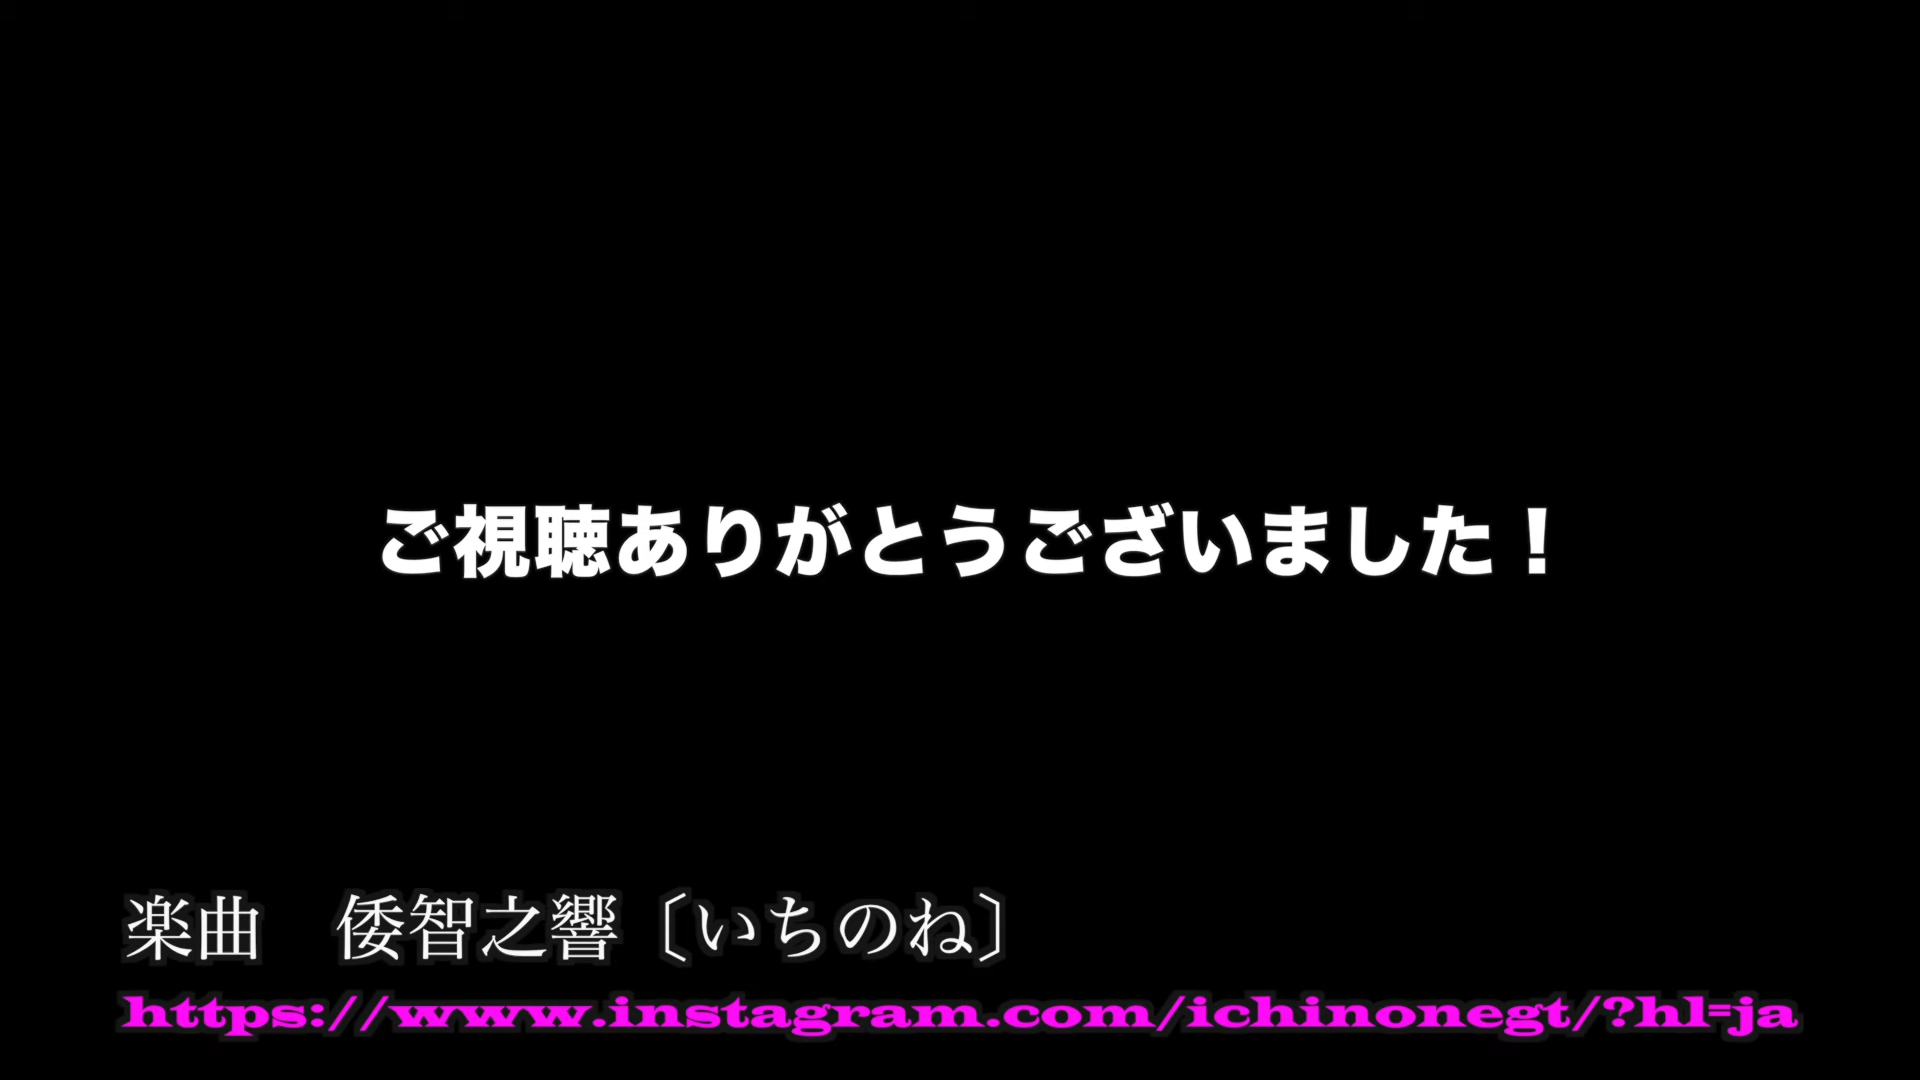 ご視聴ありがとうございました！
楽曲　倭智之響〔いちのね〕
https://www.instagram.com/ichinonegt/?hl=ja